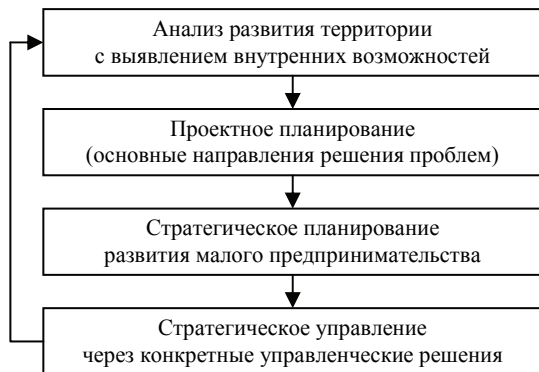 Анализ развития территории
с выявлением внутренних возможностей
Проектное планирование
(основные направления решения проблем)
Стратегическое планирование
развития малого предпринимательства
Стратегическое управление
через конкретные управленческие решения